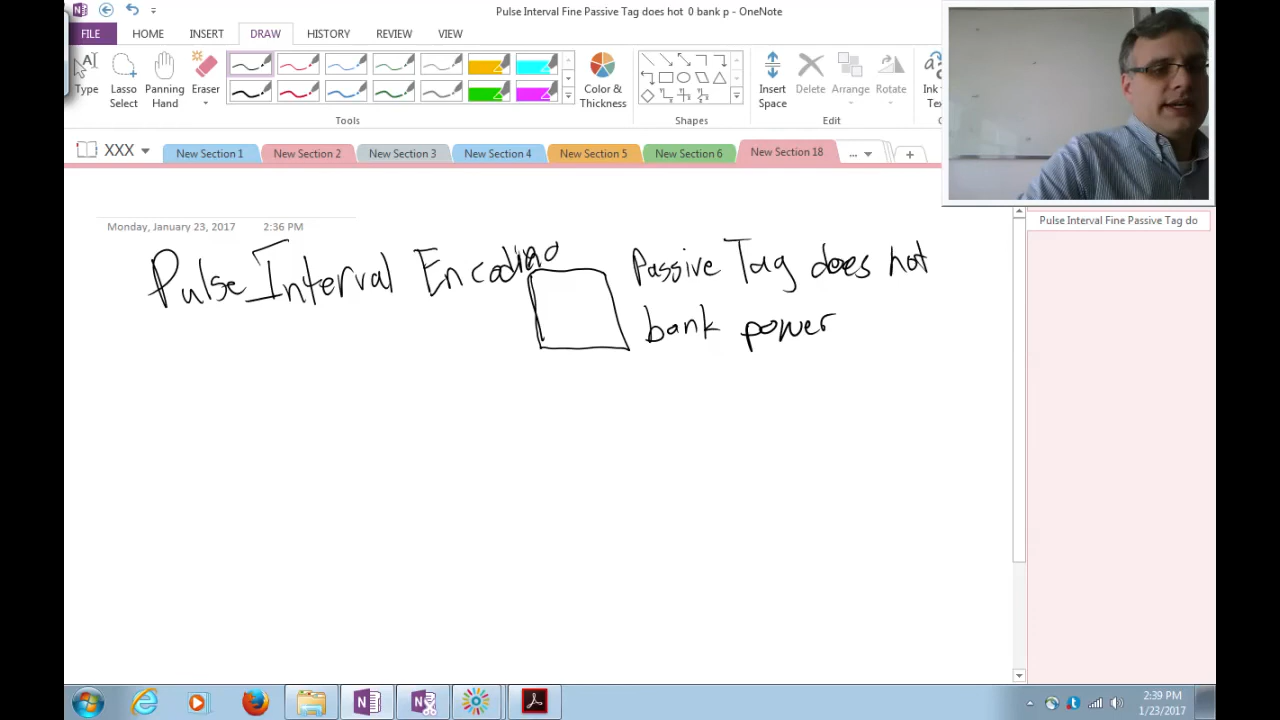 Pulse Interval Fine Passive Tag does hot 0 bank p - OneNote
FILE HOME INSERT DRAW HISTORY REVIEW VIEW
Type
Lasso Select
Panning Hand
Eraser
Color & Thickness
Insert Space
Delete
Arrange
Rotate
Ink to Tex
Tools
Shapes
Edit
XXX
New Section 1
New Section 2
New Section 3
New Section 4
New Section 5
New Section 6
New Section 18
...
Monday, January 23, 2017 2:36 PM
Pulse Interval Fine Passive Tag do
Pulse Interval Encoding
Passive Tag does not
bank power
2:39 PM
1/23/2017